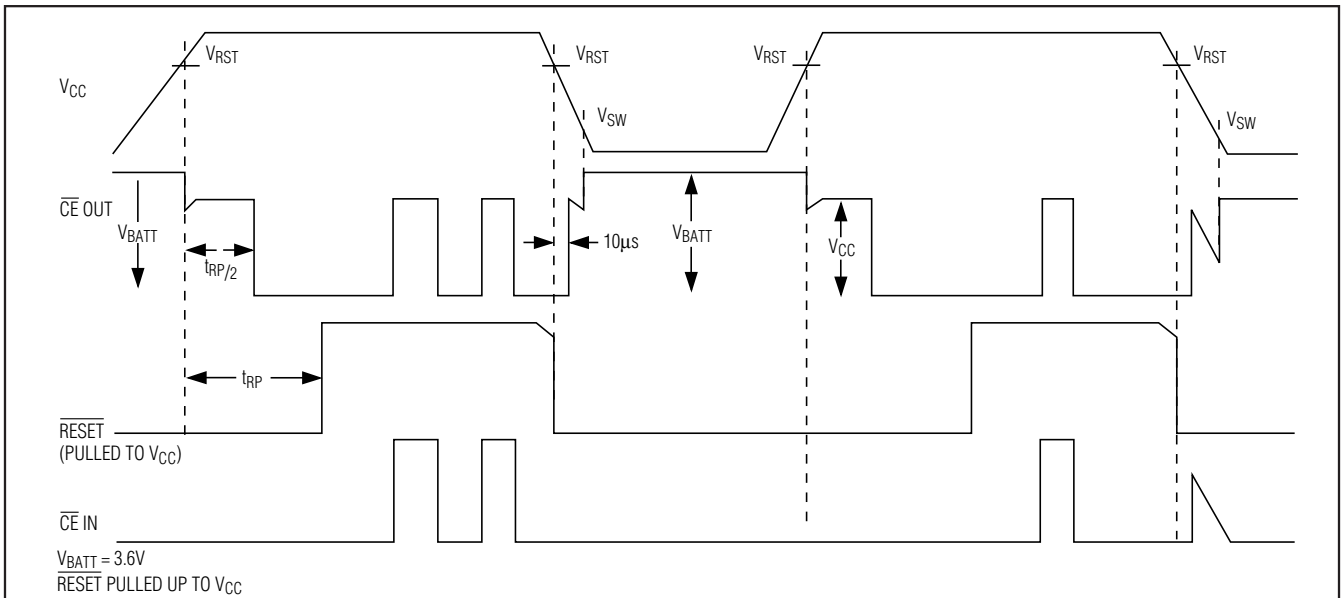 VRST
VRST
VRST
VRST
VCC
VSW
VSW
CE OUT
VBATT
tRP/2
10µs
VBATT
VCC
tRP
RESET
(PULLED TO VCC)
CE IN
VBATT = 3.6V
RESET PULLED UP TO VCC